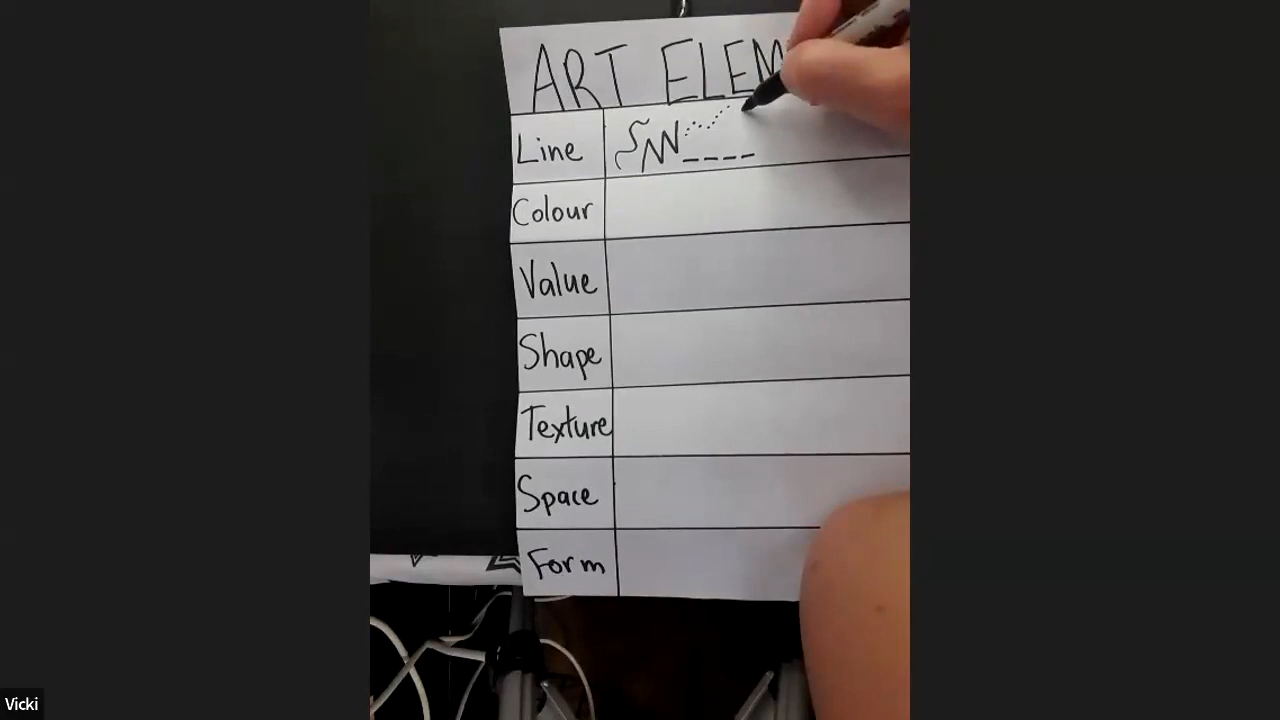 ART ELEM
Line
Colour
Value
Shape
Texture
Space
Form
Vicki